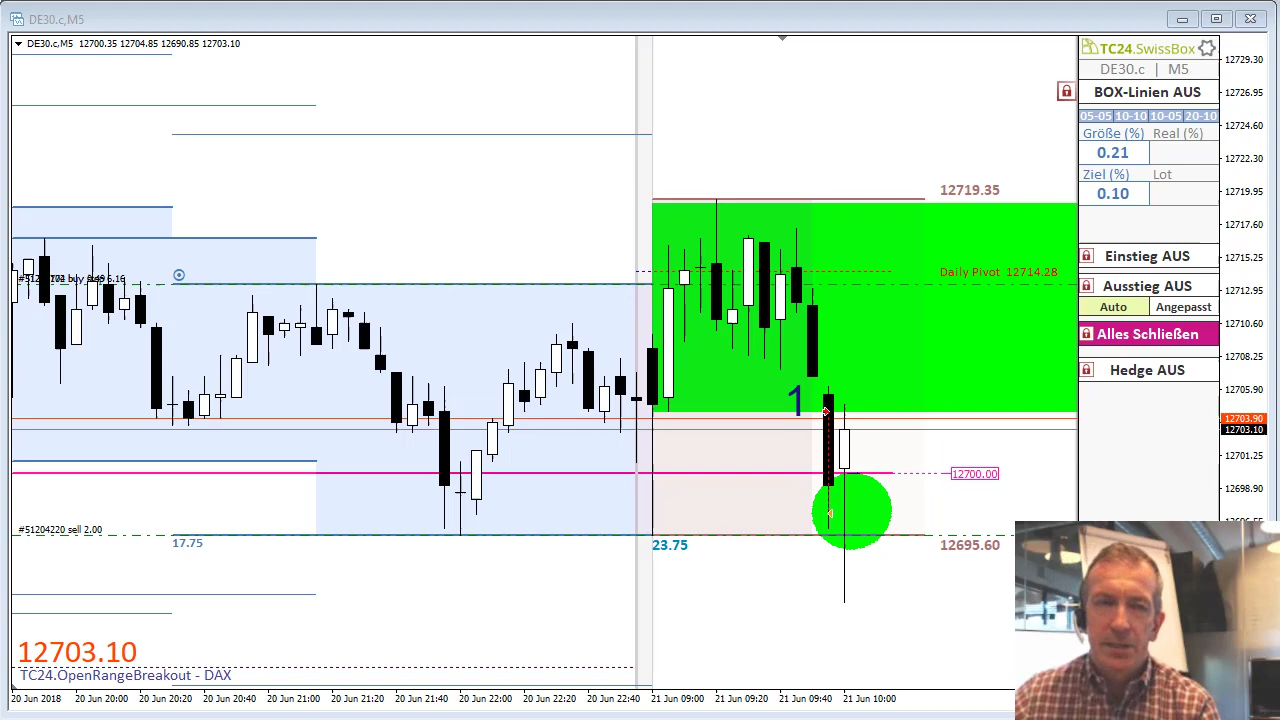 DE30.c,M5
DE30.c,M5 12700.35 12704.85 12690.85 12703.10
TC24.SwissBox
DE30.c | M5
BOX-Linien AUS
05-05 10-10 10-05 20-10
Größe (%) Real (%)
0.21
Ziel (%) Lot
0.10
Einstieg AUS
Ausstieg AUS
Auto Angepasst
Alles Schließen
Hedge AUS
12729.30
12726.95
12724.60
12722.30
12719.95
12717.60
12715.25
12712.95
12710.60
12708.25
12705.90
12703.90
12703.10
12701.25
12698.90
12719.35
Daily Pivot 12714.28
1
12700.00
#51204220 sell 2.00
17.75
23.75
12695.60
12703.10
TC24.OpenRangeBreakout - DAX
20 Jun 2018 20 Jun 20:00 20 Jun 20:20 20 Jun 20:40 20 Jun 21:00 20 Jun 21:20 20 Jun 21:40 20 Jun 22:00 20 Jun 22:20 20 Jun 22:40 21 Jun 09:00 21 Jun 09:20 21 Jun 09:40 21 Jun 10:00